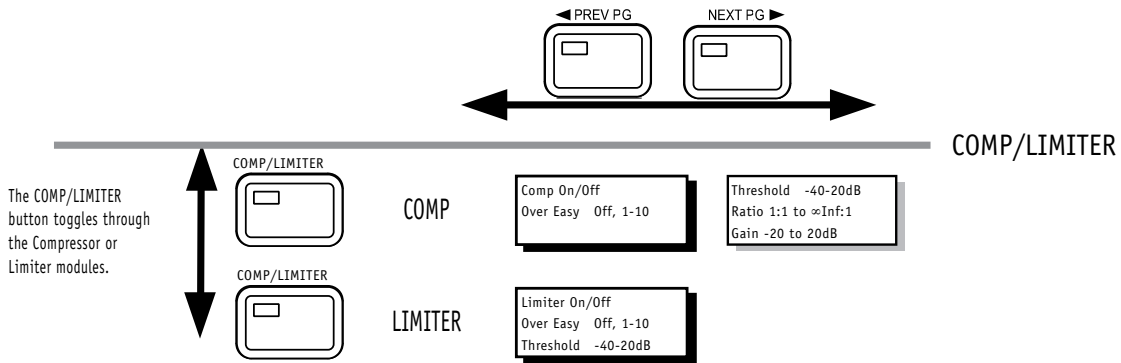 ◀ PREV PG
NEXT PG ▶
COMP/LIMITER
The COMP/LIMITER
button toggles through
the Compressor or
Limiter modules.
COMP/LIMITER
COMP
Comp On/Off
Over Easy Off, 1-10
Threshold -40-20dB
Ratio 1:1 to ∞Inf:1
Gain -20 to 20dB
COMP/LIMITER
LIMITER
Limiter On/Off
Over Easy Off, 1-10
Threshold -40-20dB